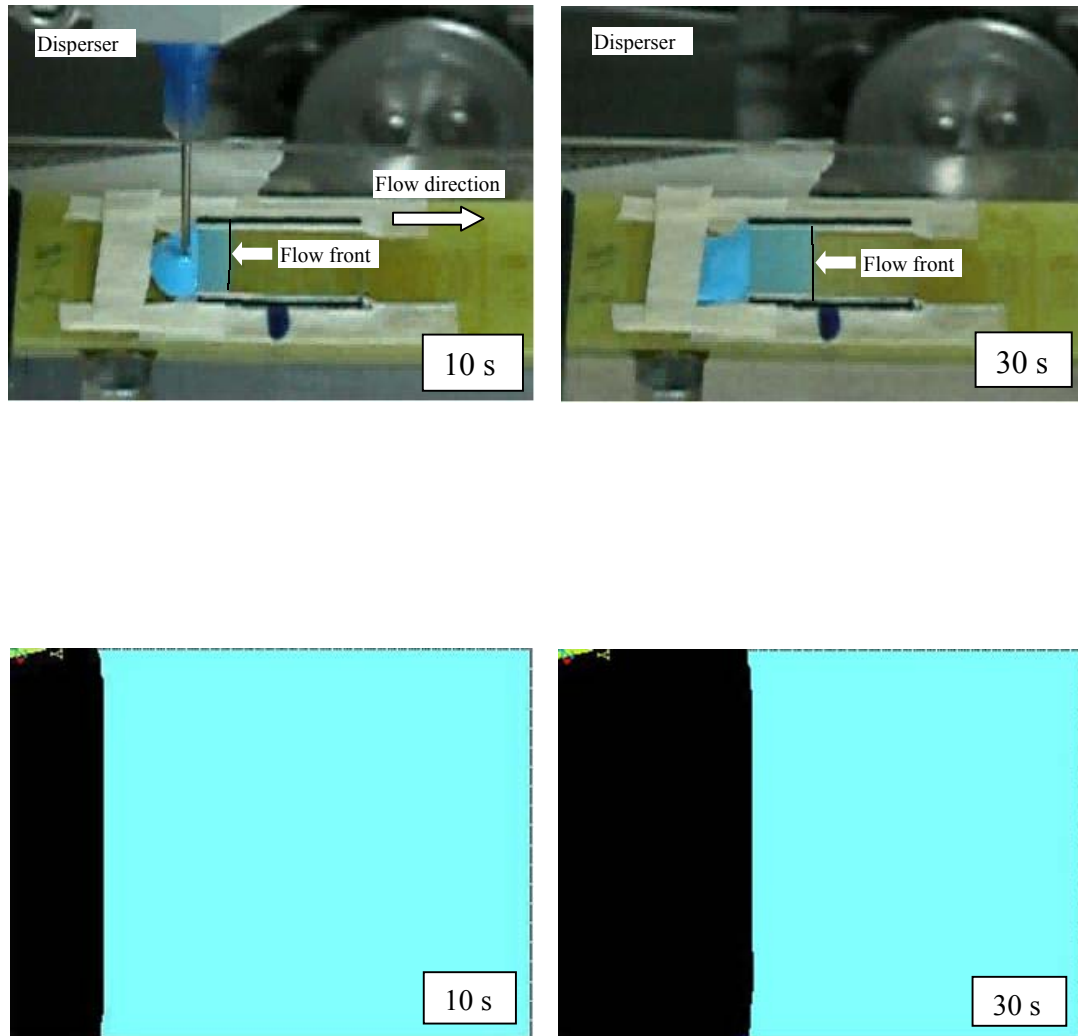 Disperser
Flow direction
Flow front
10 s
Disperser
Flow front
30 s
Y
10 s
Y
30 s